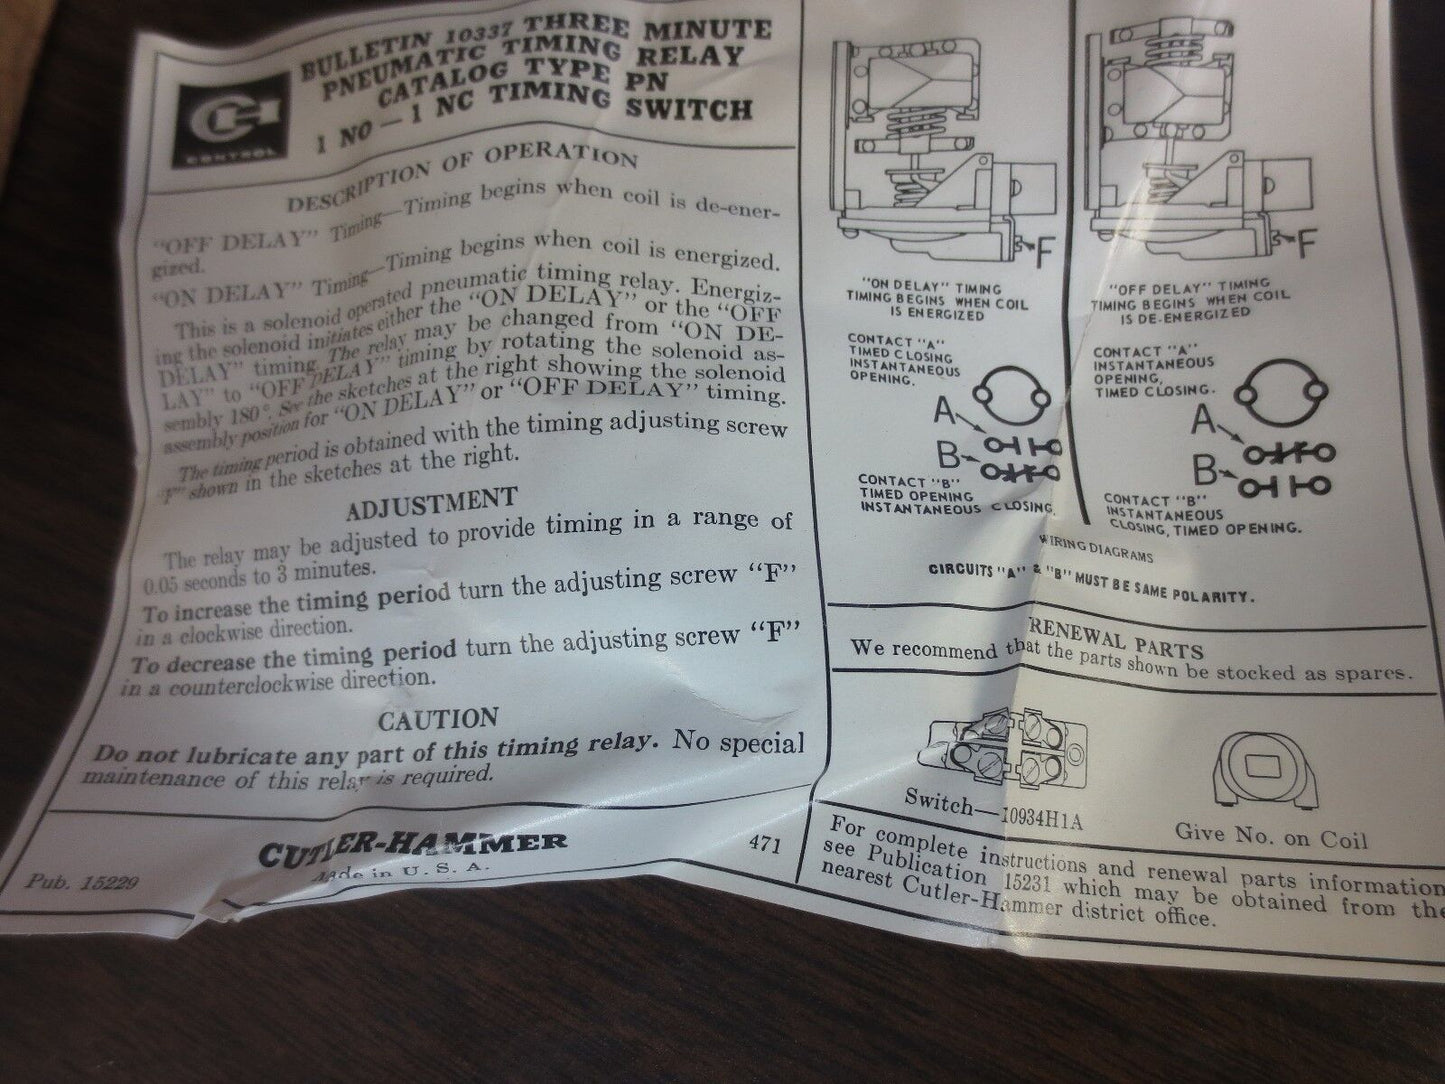 CH
CONTROL
BULLETIN 10337 THREE MINUTE
PNEUMATIC TIMING RELAY
CATALOG TYPE PN
1 NO — 1 NC TIMING SWITCH
DESCRIPTION OF OPERATION
"OFF DELAY" Timing—Timing begins when coil is de-ener-
gized.
"ON DELAY" Timing—Timing begins when coil is energized.
This is a solenoid operated pneumatic timing relay. Energiz-
ing the solenoid initiates either the "ON DELAY" or the "OFF
DELAY" timing. The relay may be changed from "ON DE-
LAY" to "OFF DELAY" timing by rotating the solenoid as-
sembly 180°. See the sketches at the right showing the solenoid
assembly position for "ON DELAY" or "OFF DELAY" timing.
The timing period is obtained with the timing adjusting screw
"F" shown in the sketches at the right.
ADJUSTMENT
The relay may be adjusted to provide timing in a range of
0.05 seconds to 3 minutes.
To increase the timing period turn the adjusting screw "F"
in a clockwise direction.
To decrease the timing period turn the adjusting screw "F"
in a counterclockwise direction.
CAUTION
Do not lubricate any part of this timing relay. No special
maintenance of this relay is required.
CUTLER-HAMMER
Made in U. S. A.
Pub. 15229
471
F
"ON DELAY" TIMING
TIMING BEGINS WHEN COIL
IS ENERGIZED
CONTACT "A"
TIMED CLOSING
INSTANTANEOUS
OPENING.
A
B
CONTACT "B"
TIMED OPENING
INSTANTANEOUS CLOSING.
F
"OFF DELAY" TIMING
TIMING BEGINS WHEN COIL
IS DE-ENERGIZED
CONTACT "A"
INSTANTANEOUS
OPENING,
TIMED CLOSING.
A
B
CONTACT "B"
INSTANTANEOUS
CLOSING, TIMED OPENING.
WIRING DIAGRAMS
CIRCUITS "A" & "B" MUST BE SAME POLARITY.
RENEWAL PARTS
We recommend that the parts shown be stocked as spares.
Switch—10934H1A
Give No. on Coil
For complete instructions and renewal parts information
see Publication 15231 which may be obtained from the
nearest Cutler-Hammer district office.